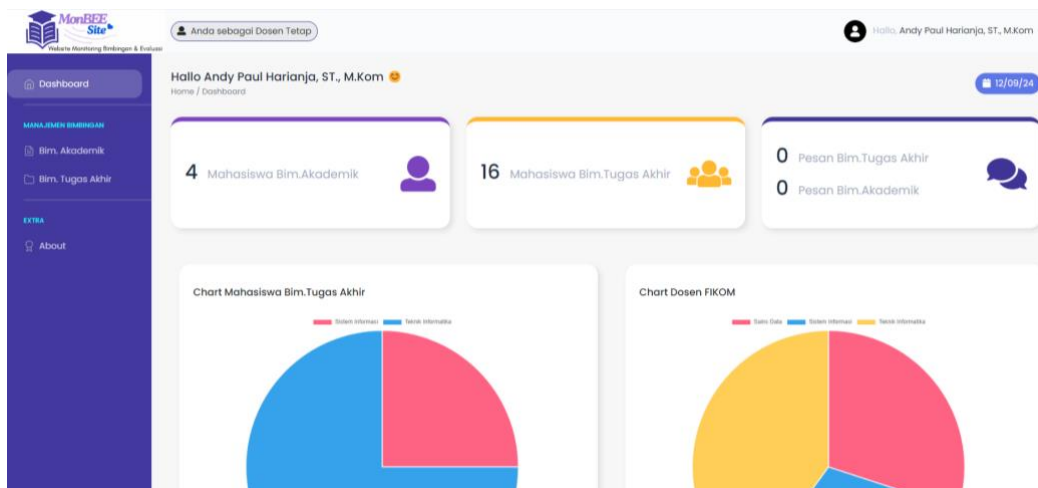 MonBEE
Site
Website Monitoring Bimbingan & Evaluasi
Anda sebagai Dosen Tetap
Hallo, Andy Paul Harianja, ST., M.Kom
Dashboard
MANAJEMEN BIMBINGAN
Bim. Akademik
Bim. Tugas Akhir
EXTRA
About
Hallo Andy Paul Harianja, ST., M.Kom
Home / Dashboard
12/09/24
4 Mahasiswa Bim.Akademik
16 Mahasiswa Bim.Tugas Akhir
0 Pesan Bim.Tugas Akhir
0 Pesan Bim.Akademik
Chart Mahasiswa Bim.Tugas Akhir
Sistem Informasi Teknik Informatika
Chart Dosen FIKOM
Sains Data Sistem Informasi Teknik Informatika